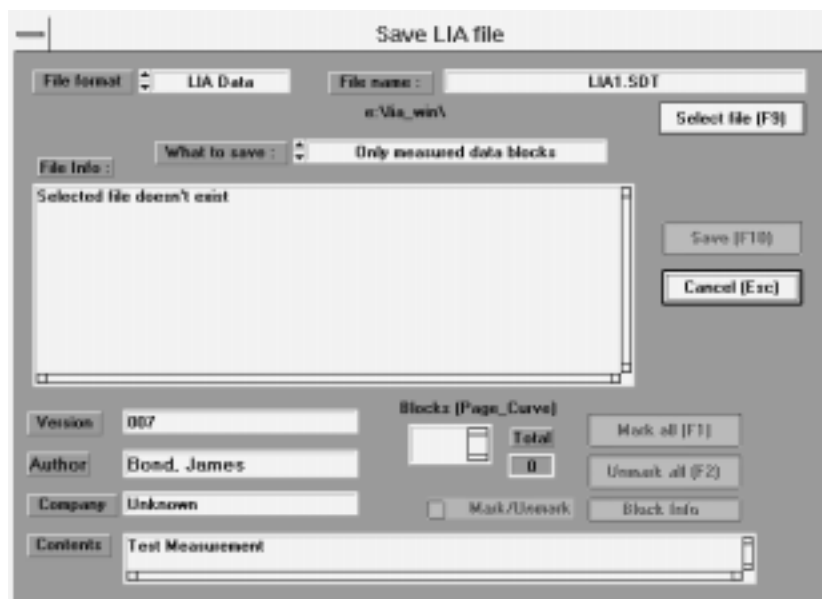 Save LIA file
File format LIA Data File name : LIA1.SDT
e:\lia_win\
Select file (F9)
What to save : Only measured data blocks
File Info :
Selected file doesn't exist
Save (F10)
Cancel (Esc)
Blocks (Page_Curve)
Version 007
Total
Mark all (F1)
Author Bond, James
0
Unmark all (F2)
Company Unknown
Mark/Unmark
Block Info
Contents Test Measurement